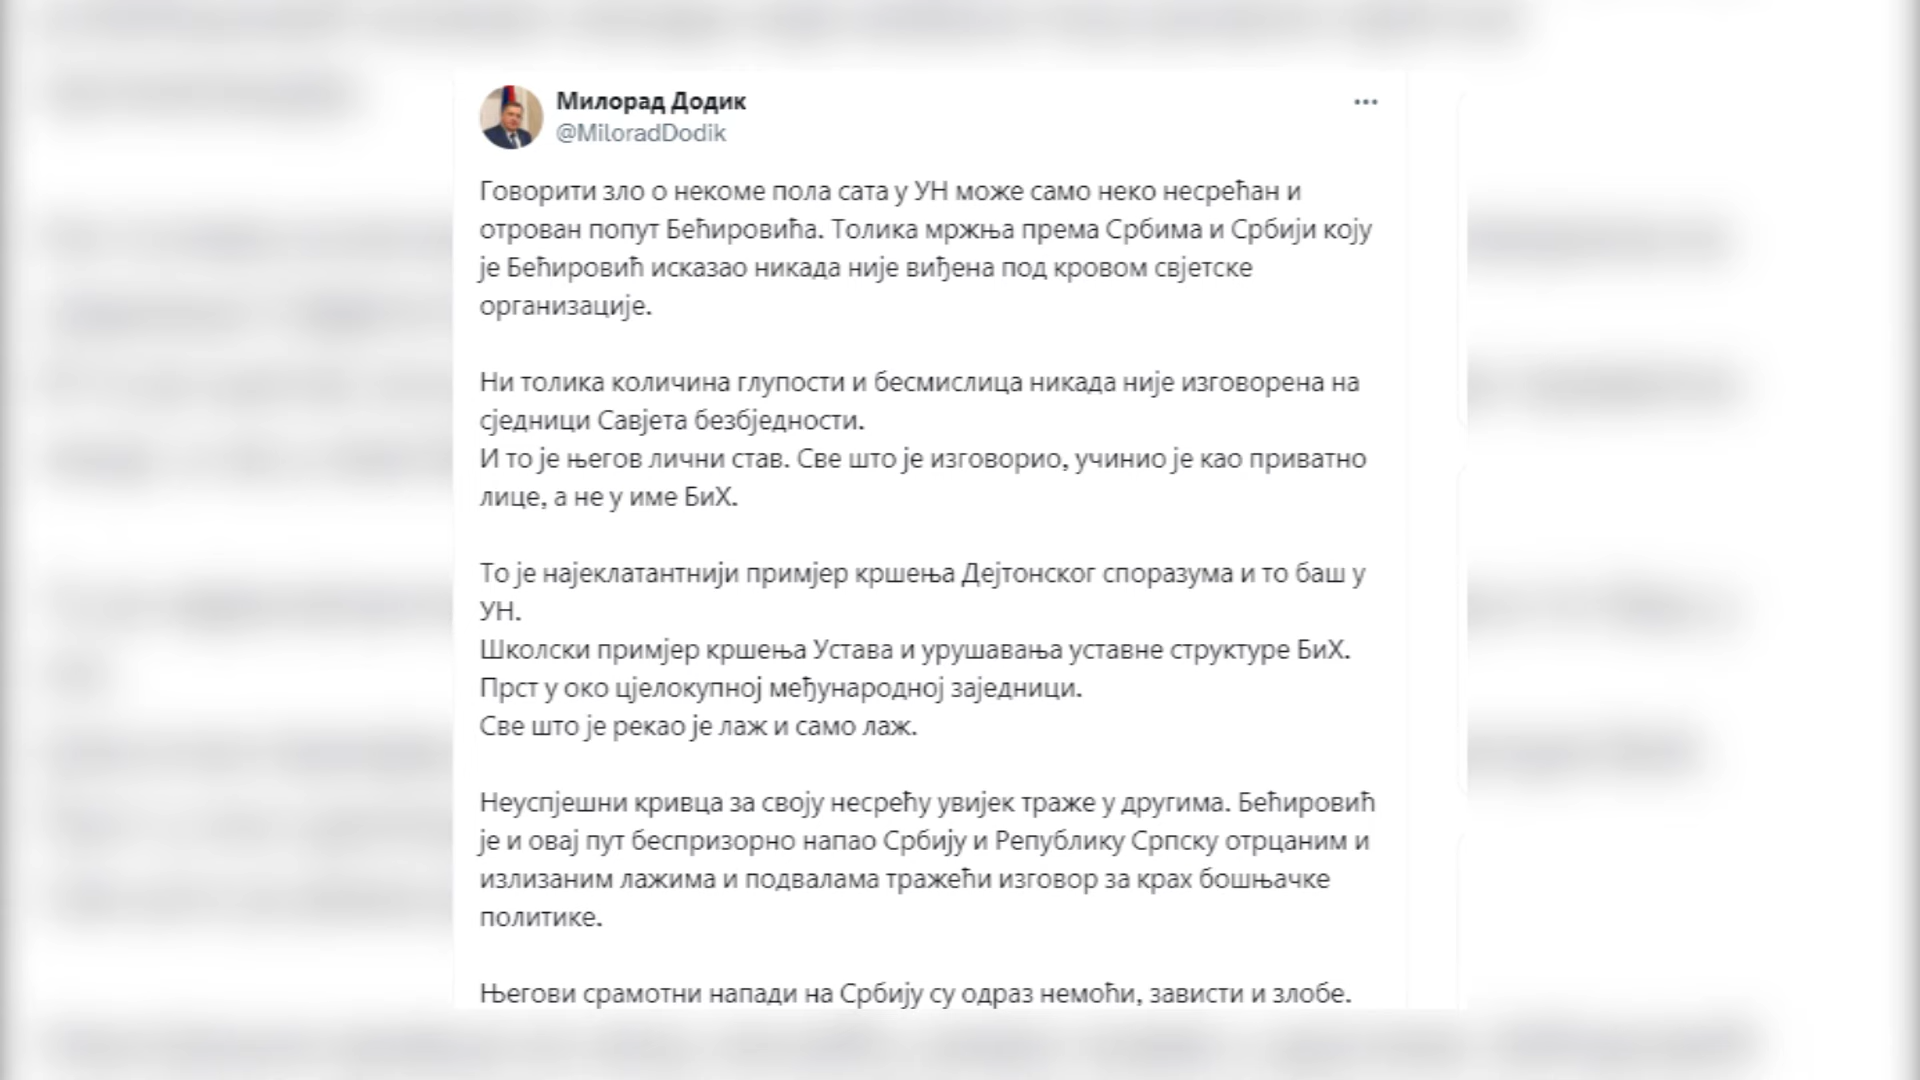 Милорад Додик
@MiloradDodik
Говорити зло о некоме пола сата у УН може само неко несрећан и
отрован попут Бећировића. Толика мржња према Србима и Србији коју
је Бећировић исказао никада није виђена под кровом свјетске
организације.
Ни толика количина глупости и бесмислица никада није изговорена на
сједници Савјета безбједности.
И то је његов лични став. Све што је изговорио, учинио је као приватно
лице, а не у име БиХ.
То је најеклатантнији примјер кршења Дејтонског споразума и то баш у
УН.
Школски примјер кршења Устава и урушавања уставне структуре БиХ.
Прст у око цјелокупној међународној заједници.
Све што је рекао је лаж и само лаж.
Неуспјешни кривца за своју несрећу увијек траже у другима. Бећировић
је и овај пут беспризорно напао Србију и Републику Српску отрцаним и
излизаним лажима и подвалама тражећи изговор за крах бошњачке
политике.
Његови срамотни напади на Србију су одраз немоћи, зависти и злобе.